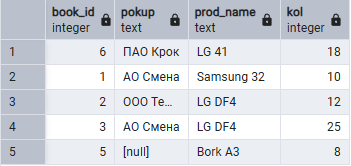 book_id pokup prod_name kol
integer text text integer
1 6 ПАО Крок LG 41 18
2 1 АО Смена Samsung 32 10
3 2 ООО Те... LG DF4 12
4 3 АО Смена LG DF4 25
5 5 [null] Bork A3 8